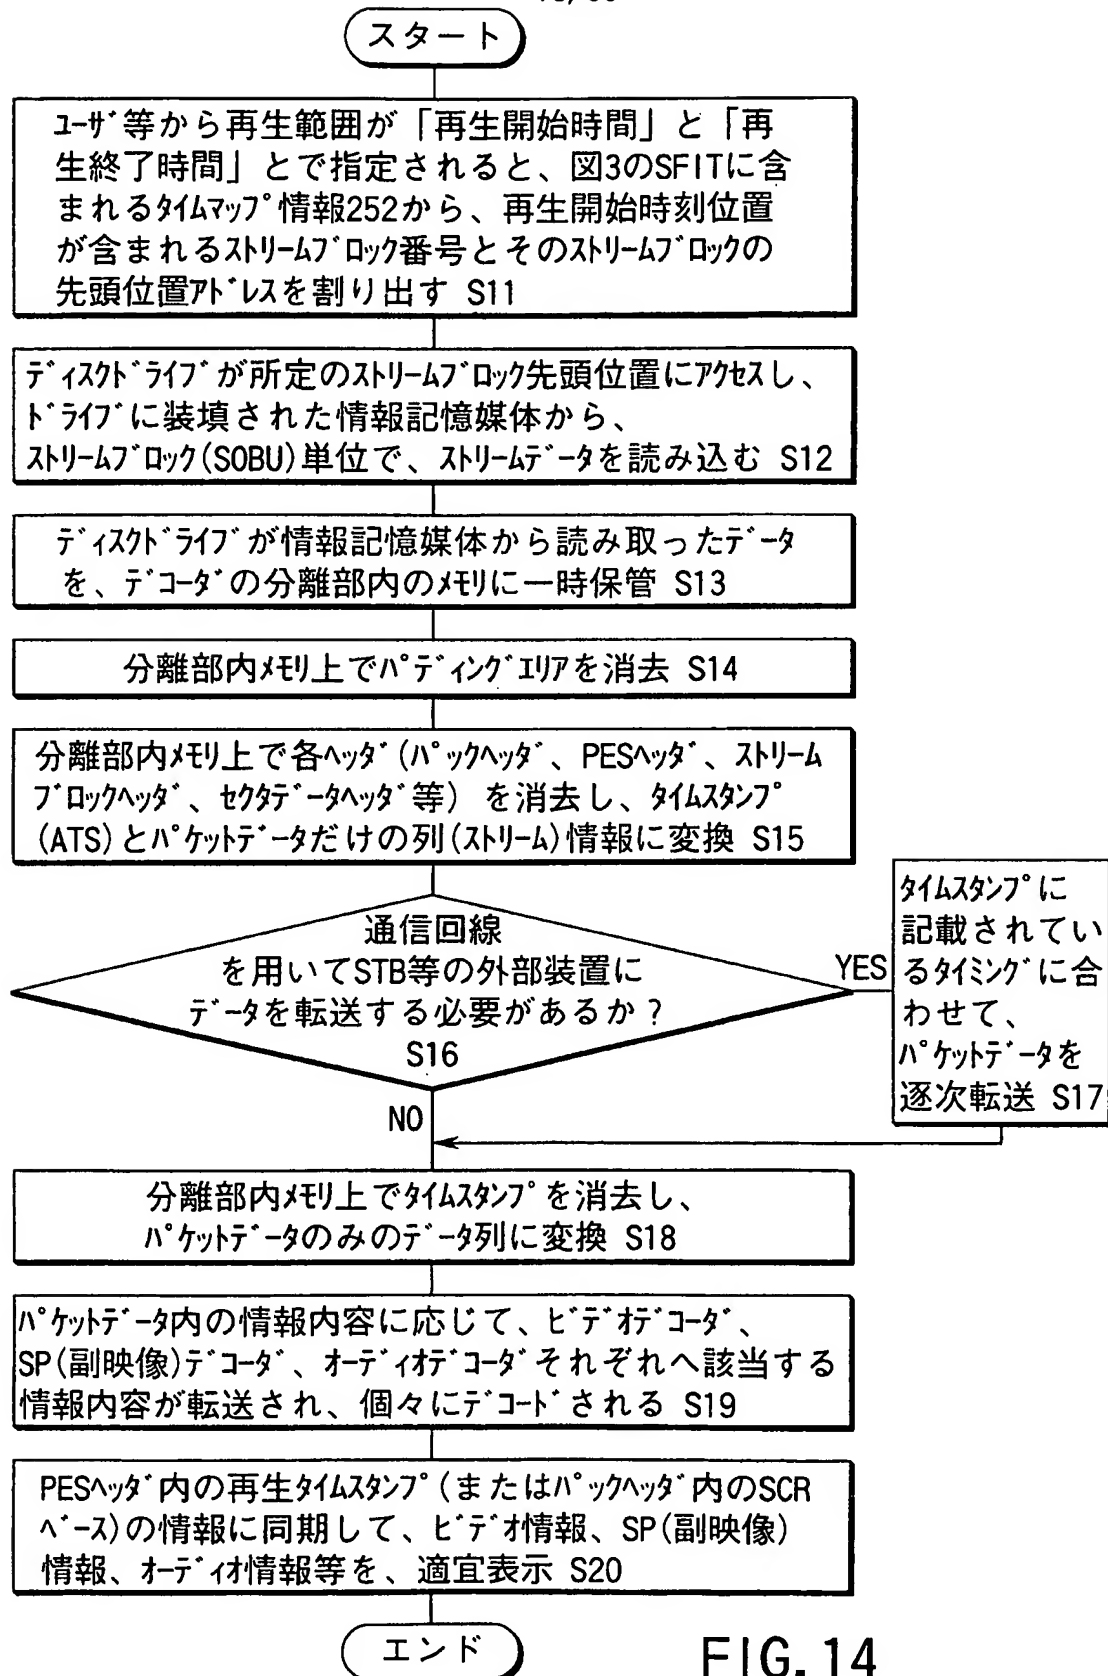 スタート
ユーザ等から再生範囲が「再生開始時間」と「再
生終了時間」とで指定されると、図3のSFITに含
まれるタイムマップ情報252から、再生開始時刻位置
が含まれるストリームブロック番号とそのストリームブロックの
先頭位置アドレスを割り出す S11
ディスクドライブが所定のストリームブロック先頭位置にアクセスし、
ドライブに装填された情報記憶媒体から、
ストリームブロック(SOBU)単位で、ストリームデータを読み込む S12
ディスクドライブが情報記憶媒体から読み取ったデータ
を、デコーダの分離部内のメモリに一時保管 S13
分離部内メモリ上でパディングエリアを消去 S14
分離部内メモリ上で各ヘッダ(パックヘッダ、PESヘッダ、ストリーム
ブロックヘッダ、セクタデータヘッダ等) を消去し、タイムスタンプ
(ATS)とパケットデータだけの列(ストリーム)情報に変換 S15
通信回線
を用いてSTB等の外部装置に
データを転送する必要があるか?
S16
YES
タイムスタンプに
記載されてい
るタイミングに合
わせて、
パケットデータを
逐次転送 S17
NO
分離部内メモリ上でタイムスタンプを消去し、
パケットデータのみのデータ列に変換 S18
パケットデータ内の情報内容に応じて、ビデオデコーダ、
SP(副映像)デコーダ、オーディオデコーダそれぞれへ該当する
情報内容が転送され、個々にデコードされる S19
PESヘッダ内の再生タイムスタンプ(またはパックヘッダ内のSCR
ベース)の情報に同期して、ビデオ情報、SP(副映像)
情報、オーディオ情報等を、適宜表示 S20
エンド
FIG. 14